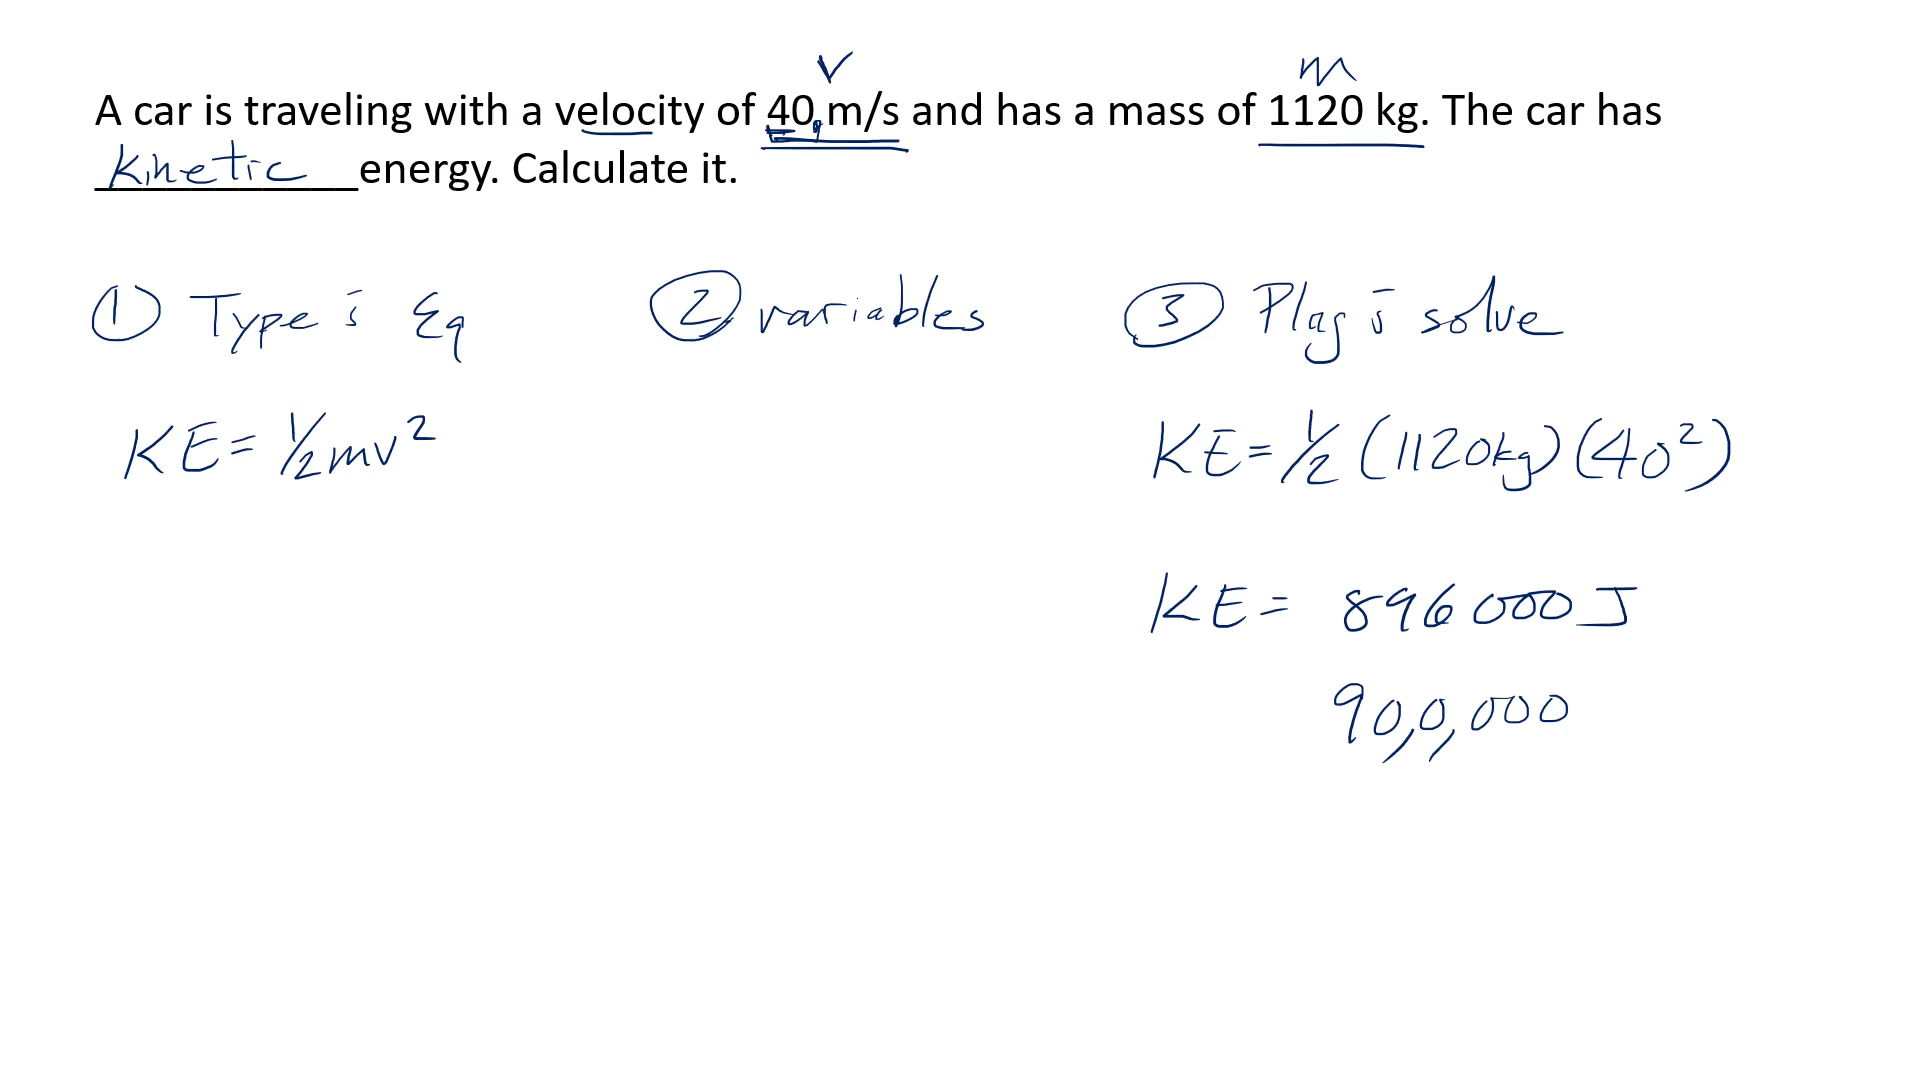 v m
A car is traveling with a velocity of 40 m/s and has a mass of 1120 kg. The car has
Kinetic energy. Calculate it.
① Type & Eq ② variables ③ Plug & solve
KE = ½mv² KE = ½ (1120kg)(40²)
KE = 896000 J
90,0,000